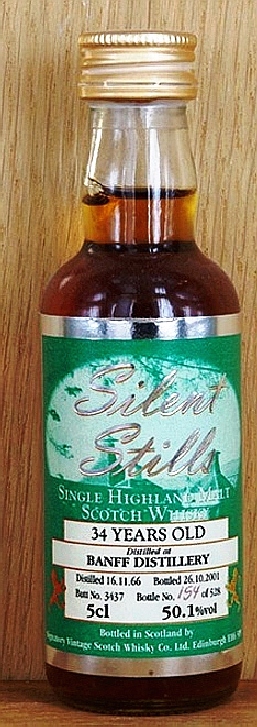 Silent
Stills
SINGLE HIGHLAND MALT
SCOTCH WHISKY
34 YEARS OLD
Distilled at
BANFF DISTILLERY
Distilled 16.11.66 Bottled 26.10.2001
Butt No. 3437 Bottle No. 154 of 528
5cl 50.1%vol
Bottled in Scotland by
Signatory Vintage Scotch Whisky Co. Ltd. Edinburgh EH6